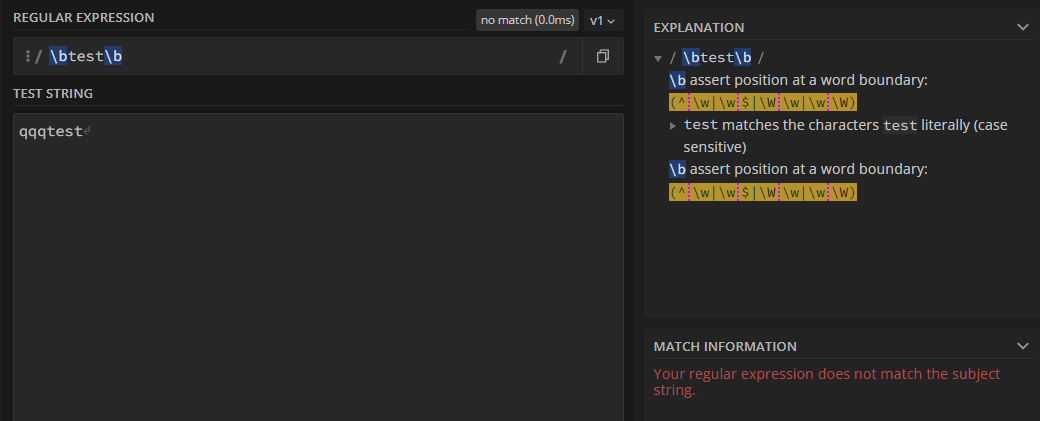 REGULAR EXPRESSION
no match (0.0ms)
v1
/ \btest\b /
TEST STRING
qqqtest↵
EXPLANATION
/ \btest\b /
\b assert position at a word boundary:
(^\w|\w$|\W\w|\w\W)
test matches the characters test literally (case
sensitive)
\b assert position at a word boundary:
(^\w|\w$|\W\w|\w\W)
MATCH INFORMATION
Your regular expression does not match the subject
string.